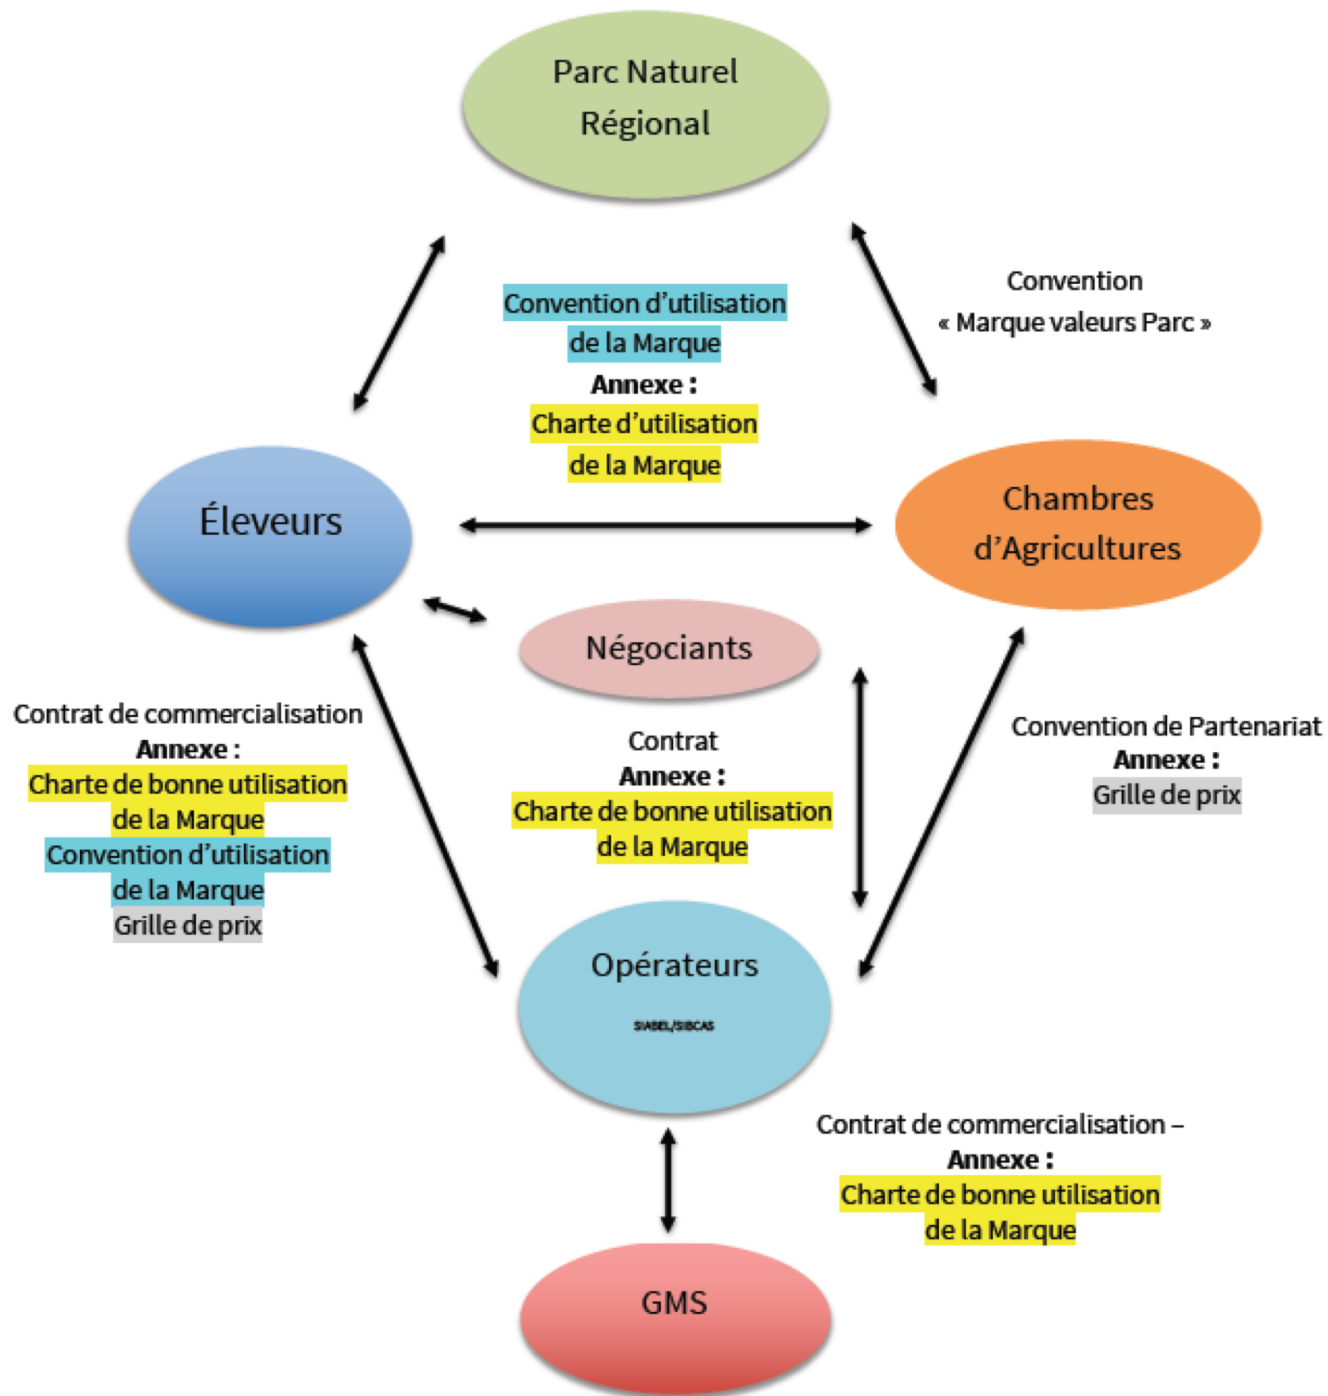 Parc Naturel
Régional
Convention
« Marque valeurs Parc »
Convention d’utilisation
de la Marque
Annexe :
Charte d’utilisation
de la Marque
Éleveurs
Chambres
d’Agricultures
Négociants
Contrat de commercialisation
Annexe :
Charte de bonne utilisation
de la Marque
Convention d’utilisation
de la Marque
Grille de prix
Contrat
Annexe :
Charte de bonne utilisation
de la Marque
Convention de Partenariat
Annexe :
Grille de prix
Opérateurs
SIABEL/SIBCAS
Contrat de commercialisation –
Annexe :
Charte de bonne utilisation
de la Marque
GMS